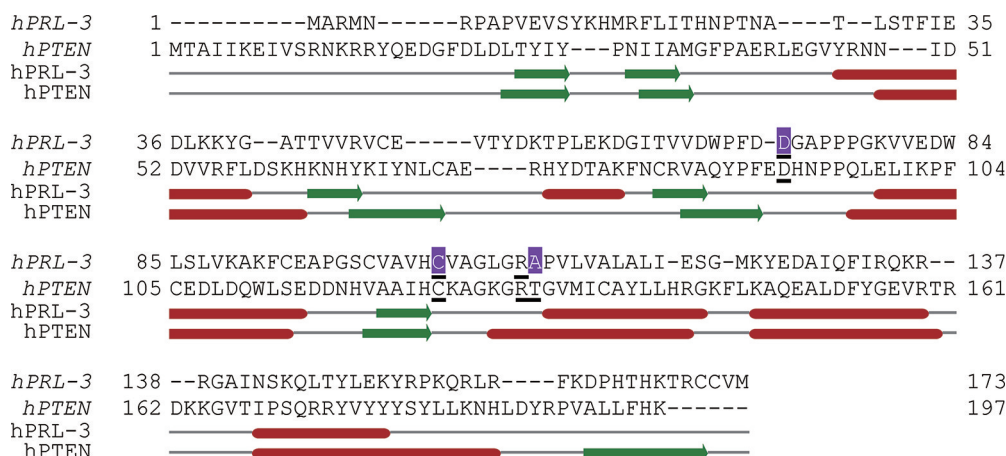 hPRL-3 1 ----------MARMN-------RPAPVEVSYKHMRFLITHNPTNA----T--LSTFIE 35
hPTEN 1 MTAIIKEIVSRNKRRYQEDGFDLDLTYIY---PNIIAMGFPAERLEGVYRNN---ID 51
hPRL-3
hPTEN
hPRL-3 36 DLKKYG--ATTVVRVCE-----VTYDKTPLEKDGITVVDWPFD-DGAPPPGKVVEDW 84
hPTEN 52 DVVRFLDSKHKNHYKIYNLCAE---RHYDTAKFNCRVAQYPFEDHNPPQLELIKPF 104
hPRL-3
hPTEN
hPRL-3 85 LSLVKAKFCEAPGSCVAVHCVAGLGRAPVLVALALI-ESG-MKYEDAIQFIRQKR-- 137
hPTEN 105 CEDLDQWLSEDDNHVAAIHCKAGKGRTGVMICAYLLHRGKFLKAQEALDFYGEVRTR 161
hPRL-3
hPTEN
hPRL-3 138 --RGAINSKQLTYLEKYRPKQRLR----FKDPHTHKTRCCVM 173
hPTEN 162 DKKGVTIPSQRRYVYYYSYLLKNHLDYRPVALLFHK------ 197
hPRL-3
hPTEN